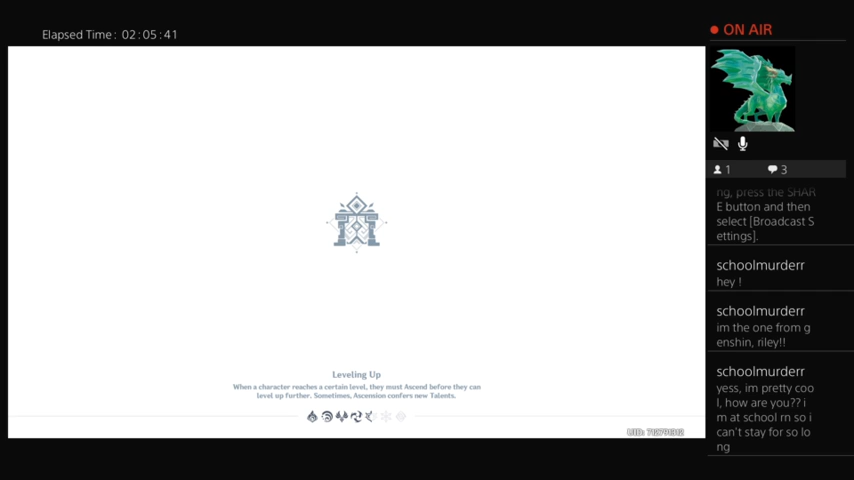 Elapsed Time: 02:05:41
ON AIR
1
3
ng, press the SHAR
E button and then
select [Broadcast S
ettings].
schoolmurderr
hey !
schoolmurderr
im the one from g
enshin, riley!!
schoolmurderr
yess, im pretty coo
l, how are you?? i
m at school rn so i
can't stay for so lo
ng
Leveling Up
When a character reaches a certain level, they must Ascend before they can
level up further. Sometimes, Ascension confers new Talents.